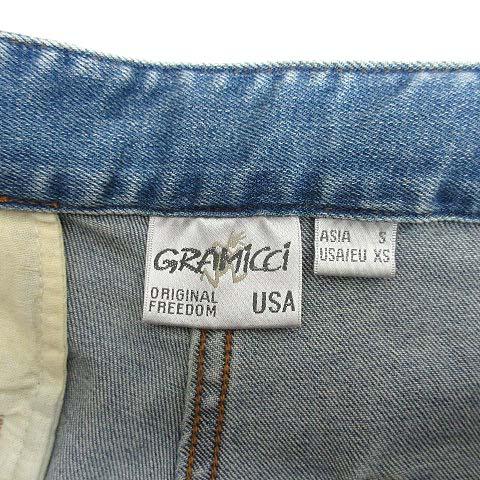 GRAMICCI
ORIGINAL
FREEDOM USA
ASIA S
USA/EU XS